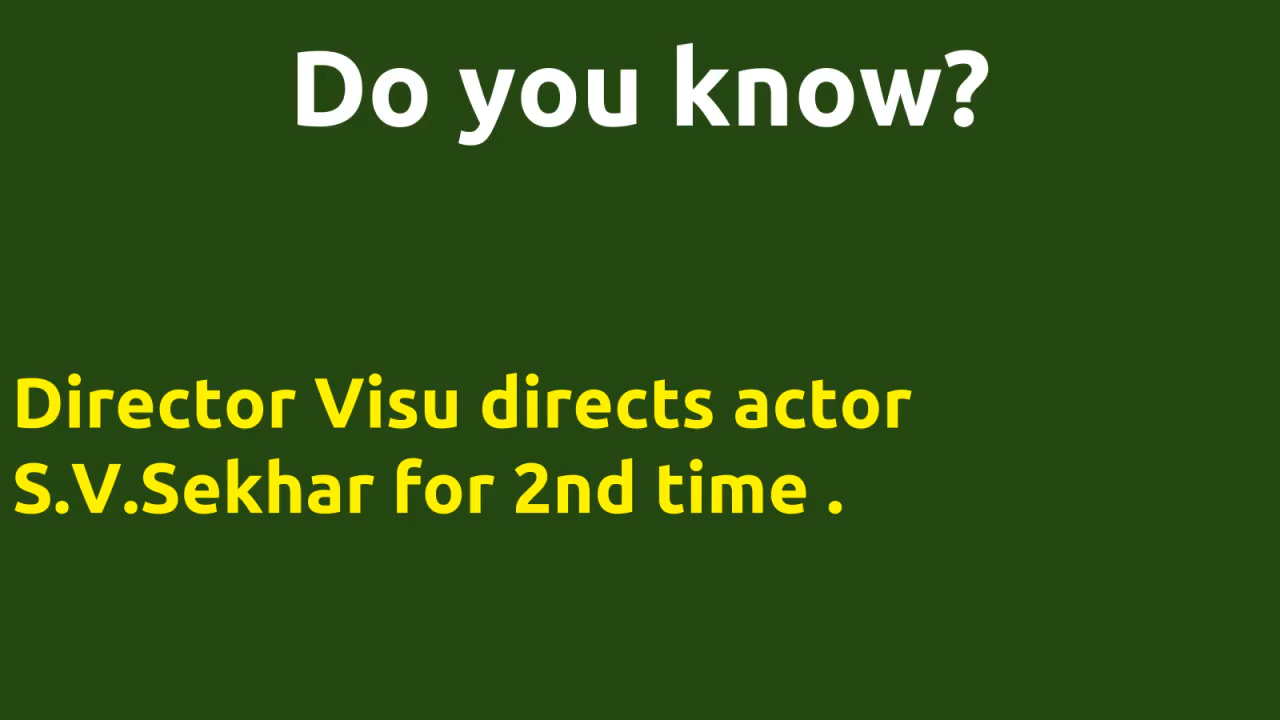 Do you know?
Director Visu directs actor
S.V.Sekhar for 2nd time .